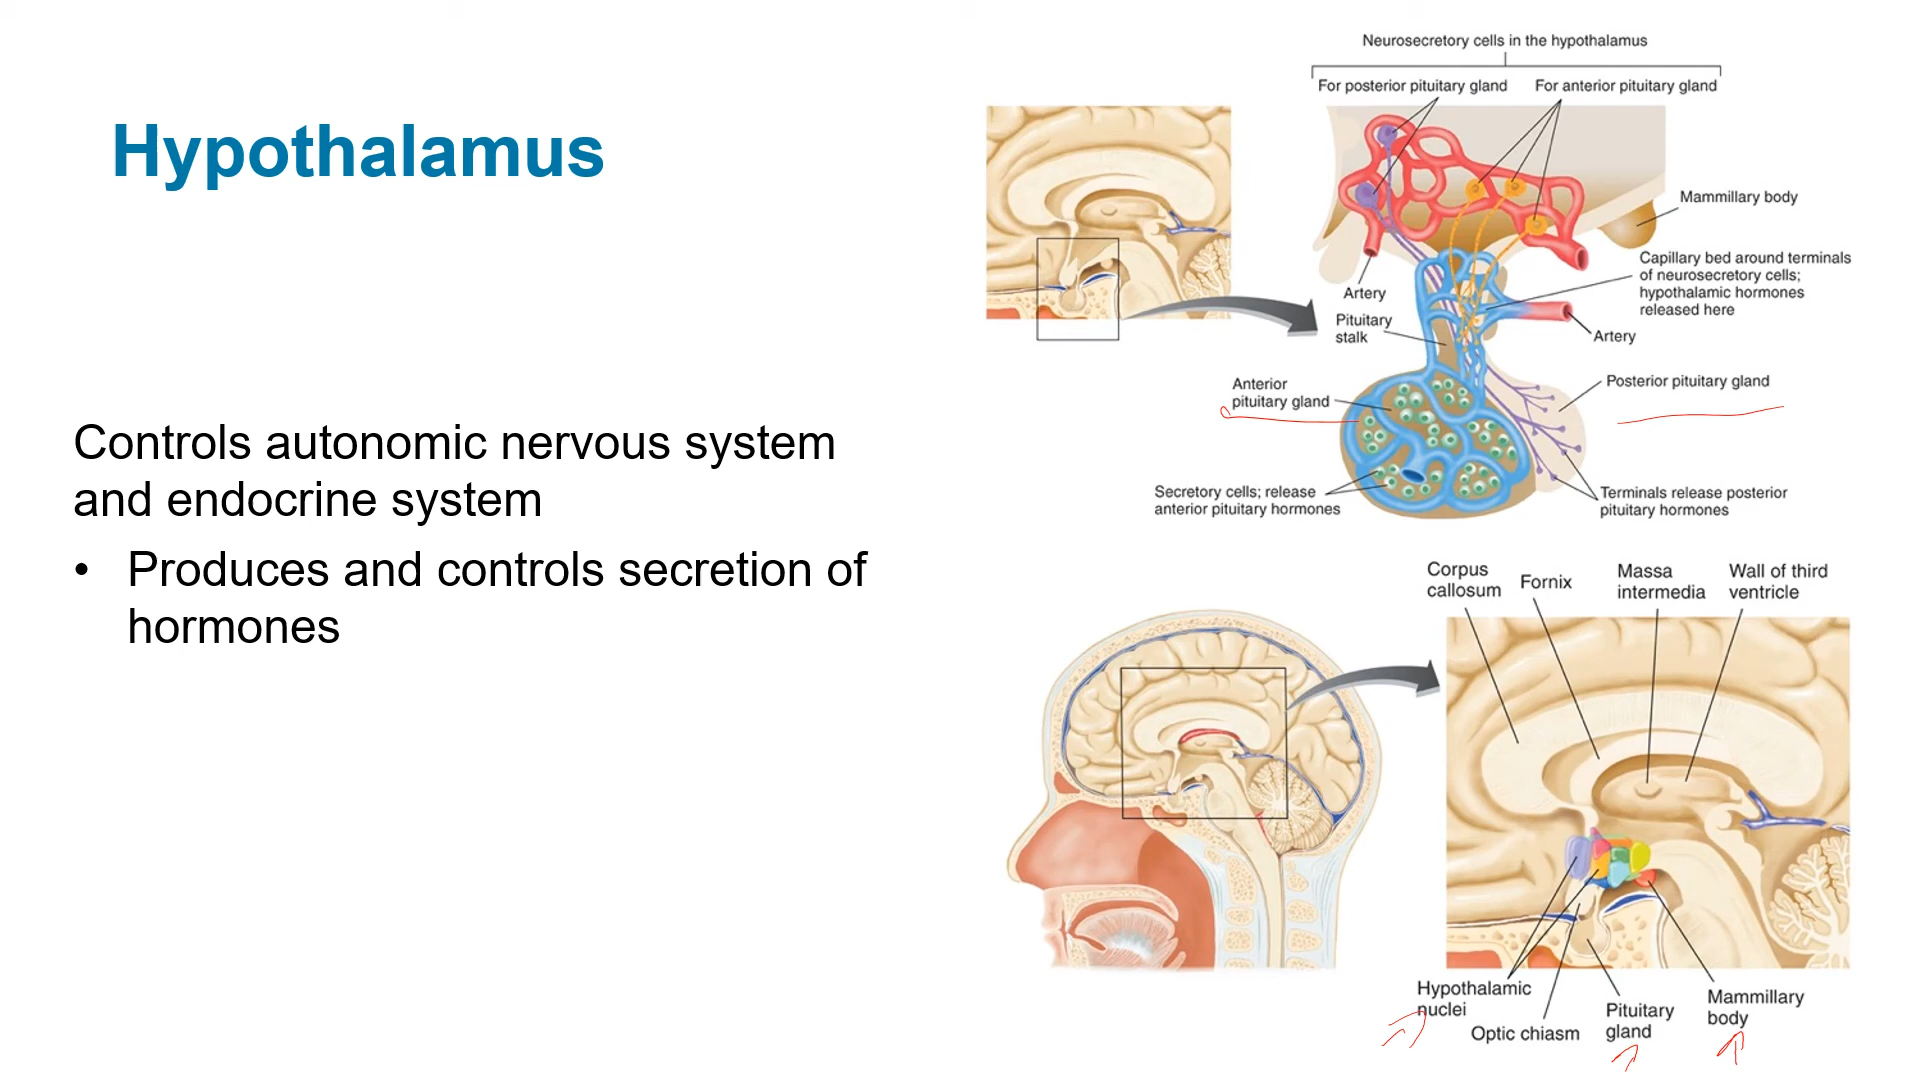 Hypothalamus
Controls autonomic nervous system
and endocrine system
• Produces and controls secretion of
hormones
Neurosecretory cells in the hypothalamus
For posterior pituitary gland
For anterior pituitary gland
Mammillary body
Capillary bed around terminals
of neurosecretory cells;
hypothalamic hormones
released here
Artery
Pituitary
stalk
Artery
Anterior
pituitary gland
Posterior pituitary gland
Secretory cells; release
anterior pituitary hormones
Terminals release posterior
pituitary hormones
Corpus
callosum
Fornix
Massa
intermedia
Wall of third
ventricle
Hypothalamic
nuclei
Optic chiasm
Pituitary
gland
Mammillary
body